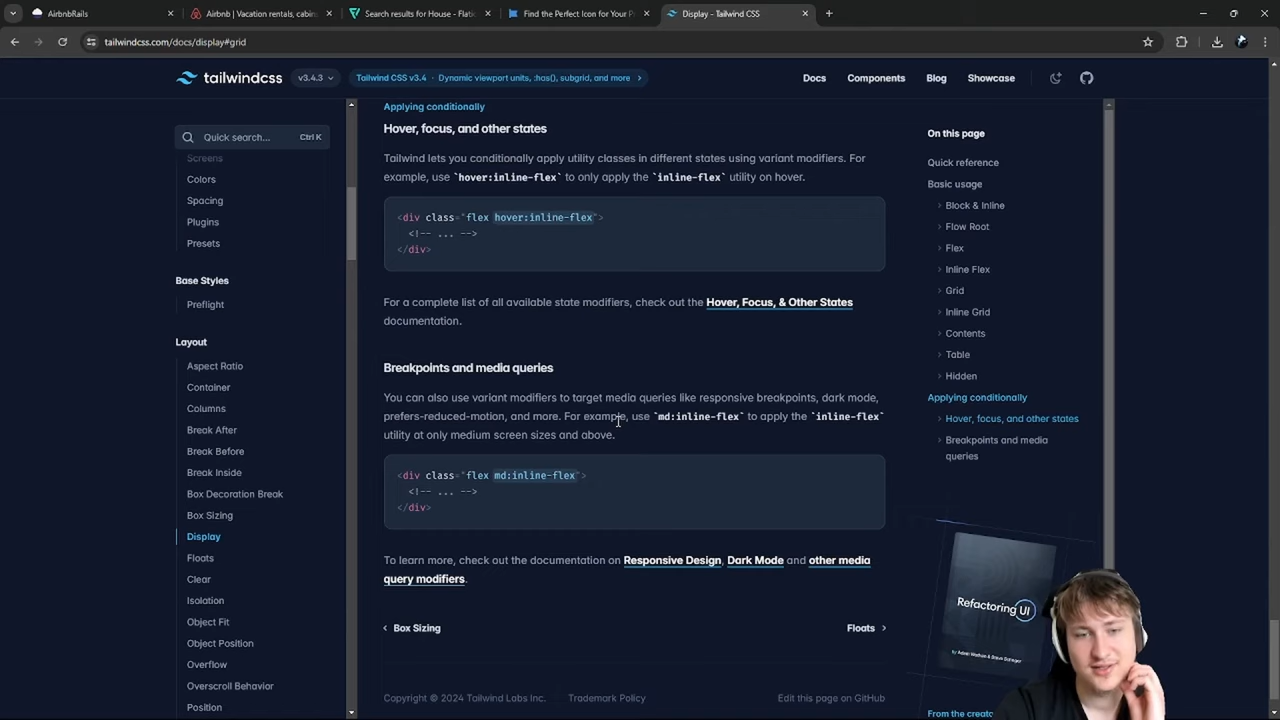 AirbnbRails
Airbnb | Vacation rentals, cabin
Search results for House - Flati
Find the Perfect Icon for Your P
Display - Tailwind CSS
tailwindcss.com/docs/display#grid
tailwindcss
v3.4.3
Tailwind CSS v3.4 · Dynamic viewport units, :has(), subgrid, and more
Docs
Components
Blog
Showcase
Quick search...
Ctrl K
Screens
Colors
Spacing
Plugins
Presets
Base Styles
Preflight
Layout
Aspect Ratio
Container
Columns
Break After
Break Before
Break Inside
Box Decoration Break
Box Sizing
Display
Floats
Clear
Isolation
Object Fit
Object Position
Overflow
Overscroll Behavior
Position
Applying conditionally
Hover, focus, and other states
Tailwind lets you conditionally apply utility classes in different states using variant modifiers. For
example, use `hover:inline-flex` to only apply the `inline-flex` utility on hover.
<div class="flex hover:inline-flex">
<!-- ... -->
</div>
For a complete list of all available state modifiers, check out the Hover, Focus, & Other States
documentation.
Breakpoints and media queries
You can also use variant modifiers to target media queries like responsive breakpoints, dark mode,
prefers-reduced-motion, and more. For example, use `md:inline-flex` to apply the `inline-flex`
utility at only medium screen sizes and above.
<div class="flex md:inline-flex">
<!-- ... -->
</div>
To learn more, check out the documentation on Responsive Design, Dark Mode and other media
query modifiers.
Box Sizing
Floats
Copyright © 2024 Tailwind Labs Inc.
Trademark Policy
Edit this page on GitHub
On this page
Quick reference
Basic usage
Block & Inline
Flow Root
Flex
Inline Flex
Grid
Inline Grid
Contents
Table
Hidden
Applying conditionally
Hover, focus, and other states
Breakpoints and media
queries
Refactoring UI
by Adam Wathan & Steve Schoger
From the creato